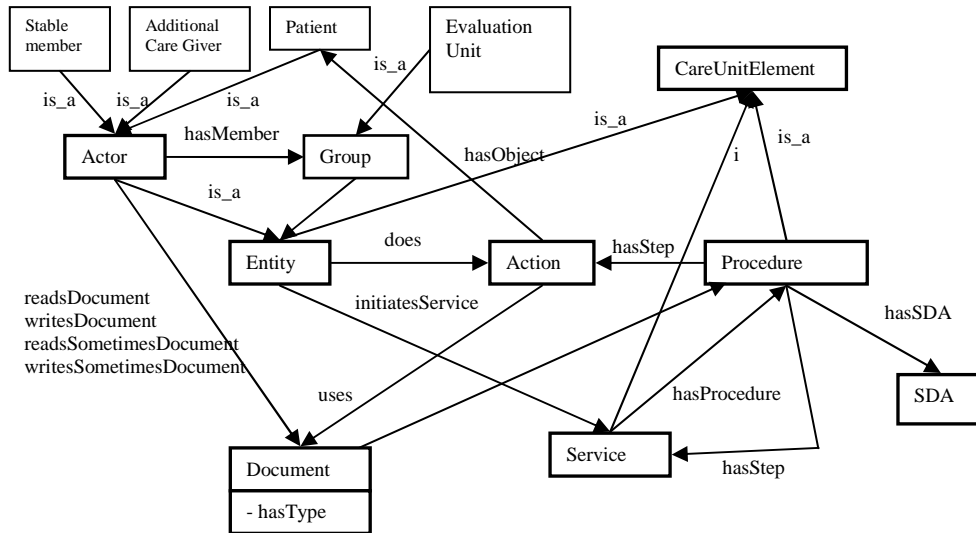 Stable
member
Additional
Care Giver
Patient
Evaluation
Unit
CareUnitElement
is_a
is_a
is_a
is_a
is_a
is_a
i
hasMember
hasObject
Actor
Group
is_a
does
hasStep
Entity
Action
Procedure
readsDocument
writesDocument
readsSometimesDocument
writesSometimesDocument
initiatesService
hasSDA
uses
hasProcedure
SDA
Document
Service
hasStep
- hasType